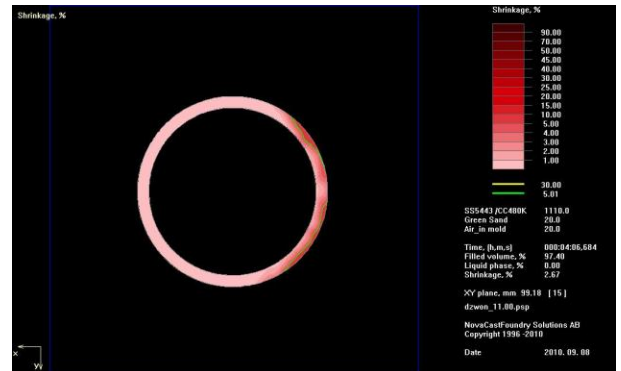 Shrinkage, %
Shrinkage, %
90.00
70.00
50.00
45.00
40.00
30.00
25.00
20.00
15.00
10.00
5.00
4.00
3.00
2.00
1.00
30.00
5.01
SS5443 /CC480K 1110.0
Green Sand 20.0
Air_in mold 20.0
Time, (h,m,s) 000:04:06,684
Filled volume, % 97.40
Liquid phase, % 0.00
Shrinkage, % 2.67
XY plane, mm 99.18 [ 15 ]
dzwon_11.00.psp
NovaCastFoundry Solutions AB
Copyright 1996 -2010
Date 2010. 09. 08
x
y